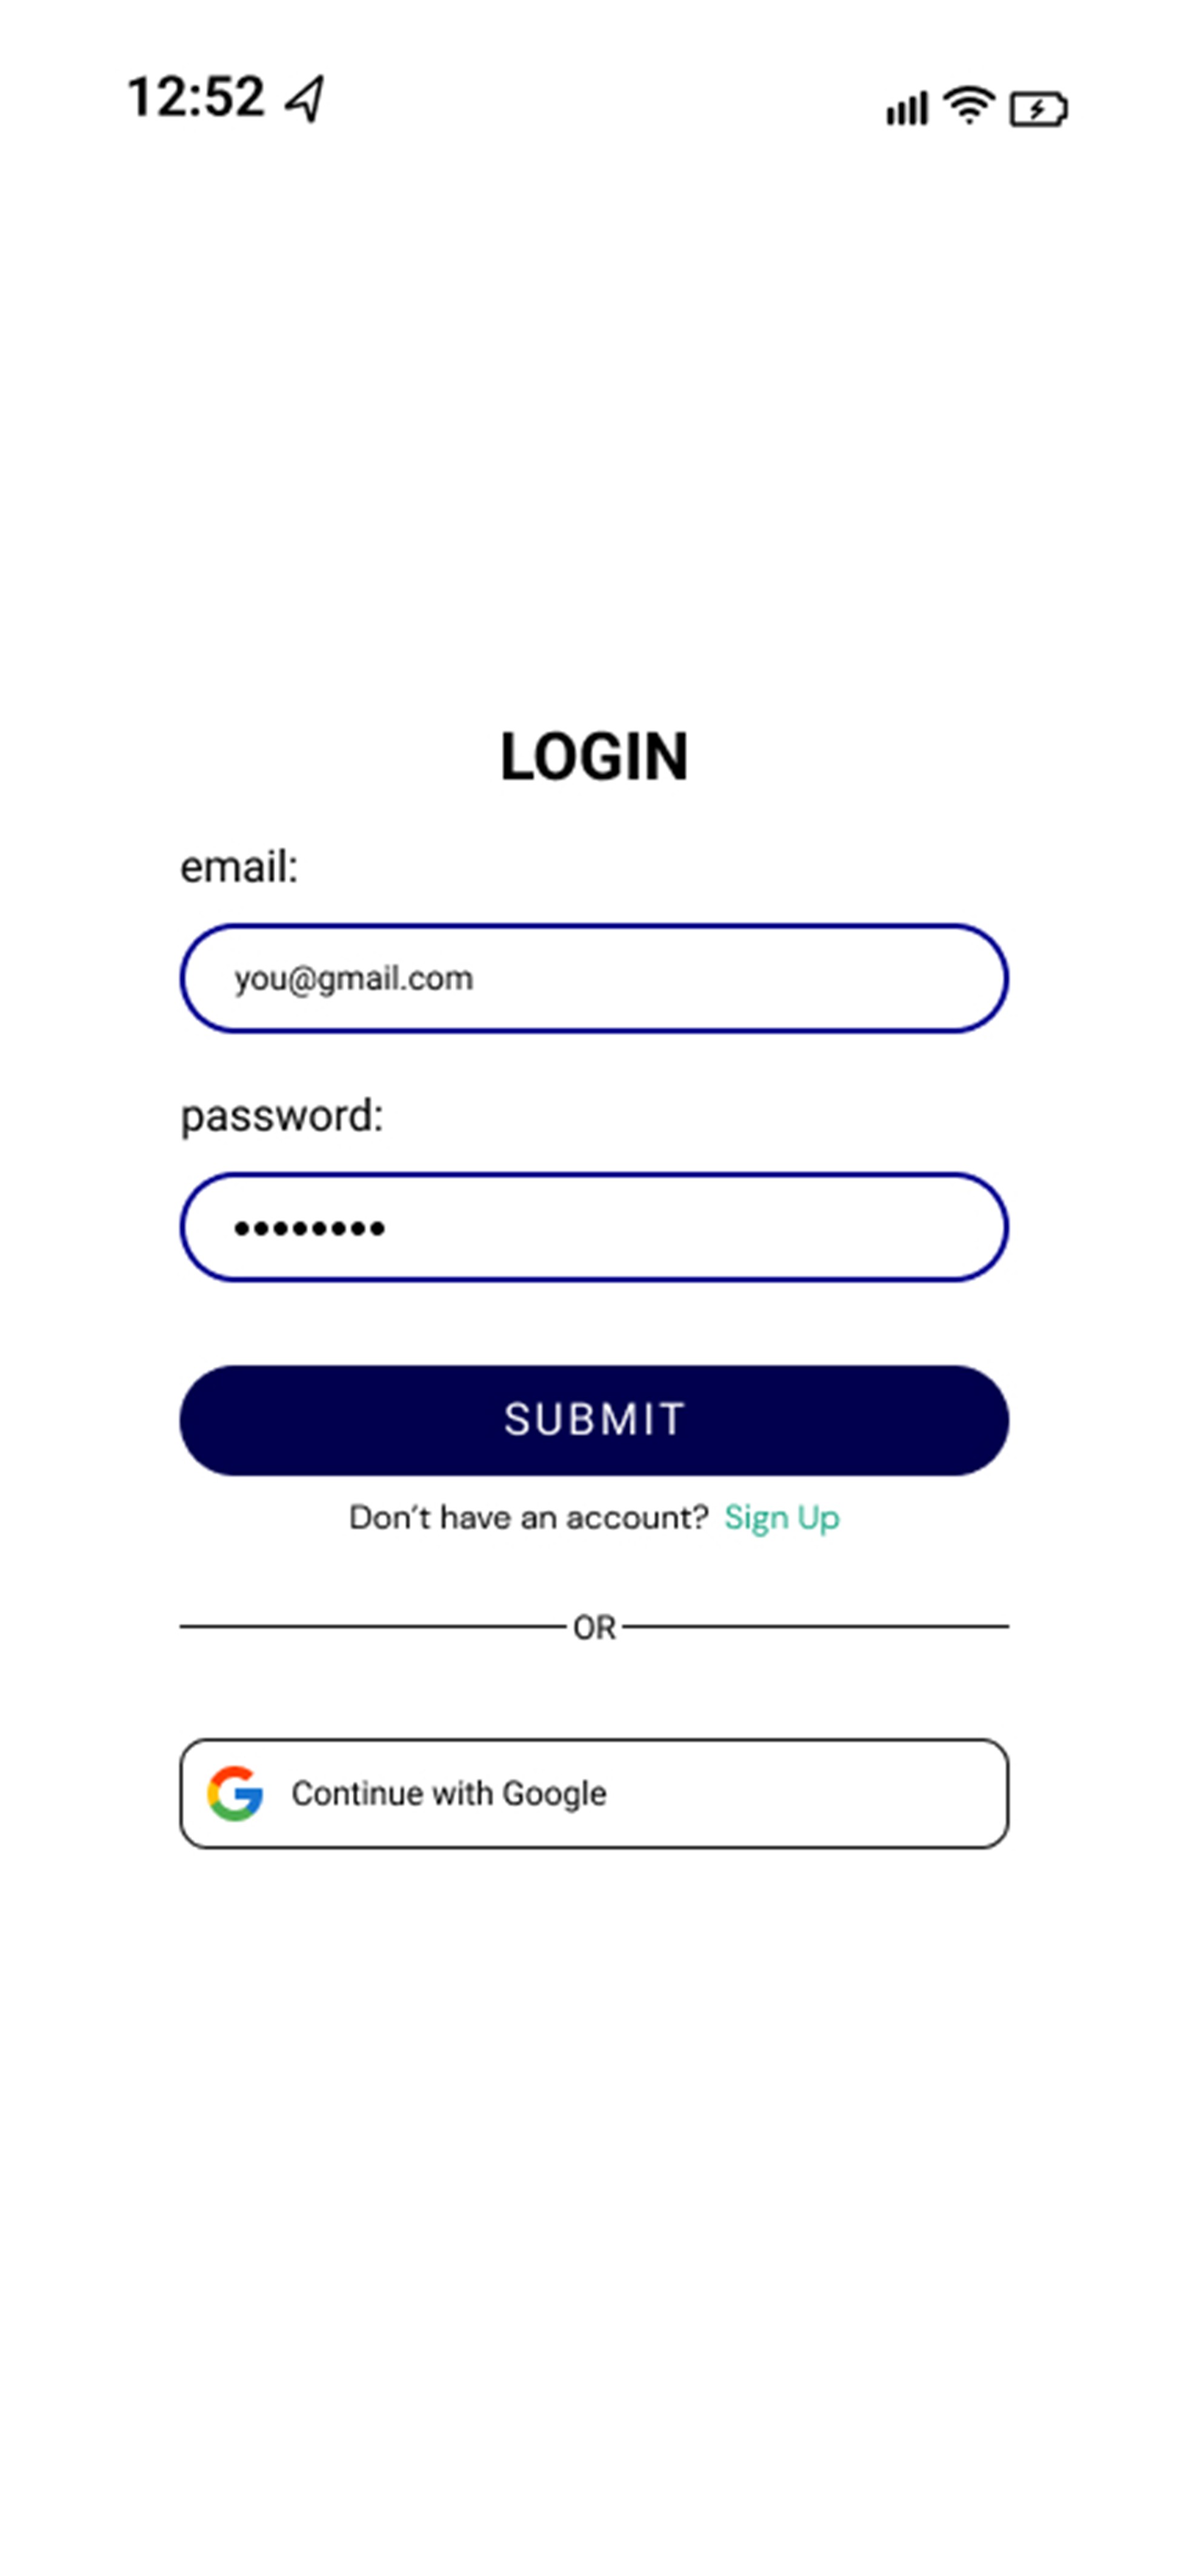 12:52
LOGIN
email:
you@gmail.com
password:
••••••••
SUBMIT
Don't have an account? Sign Up
OR
Continue with Google